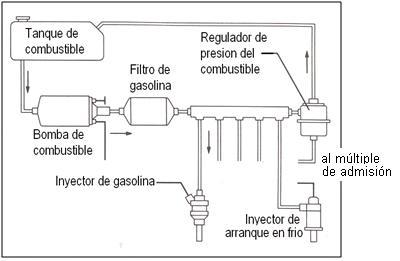 Tanque de
combustible
Regulador de
presion del
combustible
Filtro de
gasolina
Bomba de
combustible
al múltiple
de admisión
Inyector de gasolina
Inyector de
arranque en frio